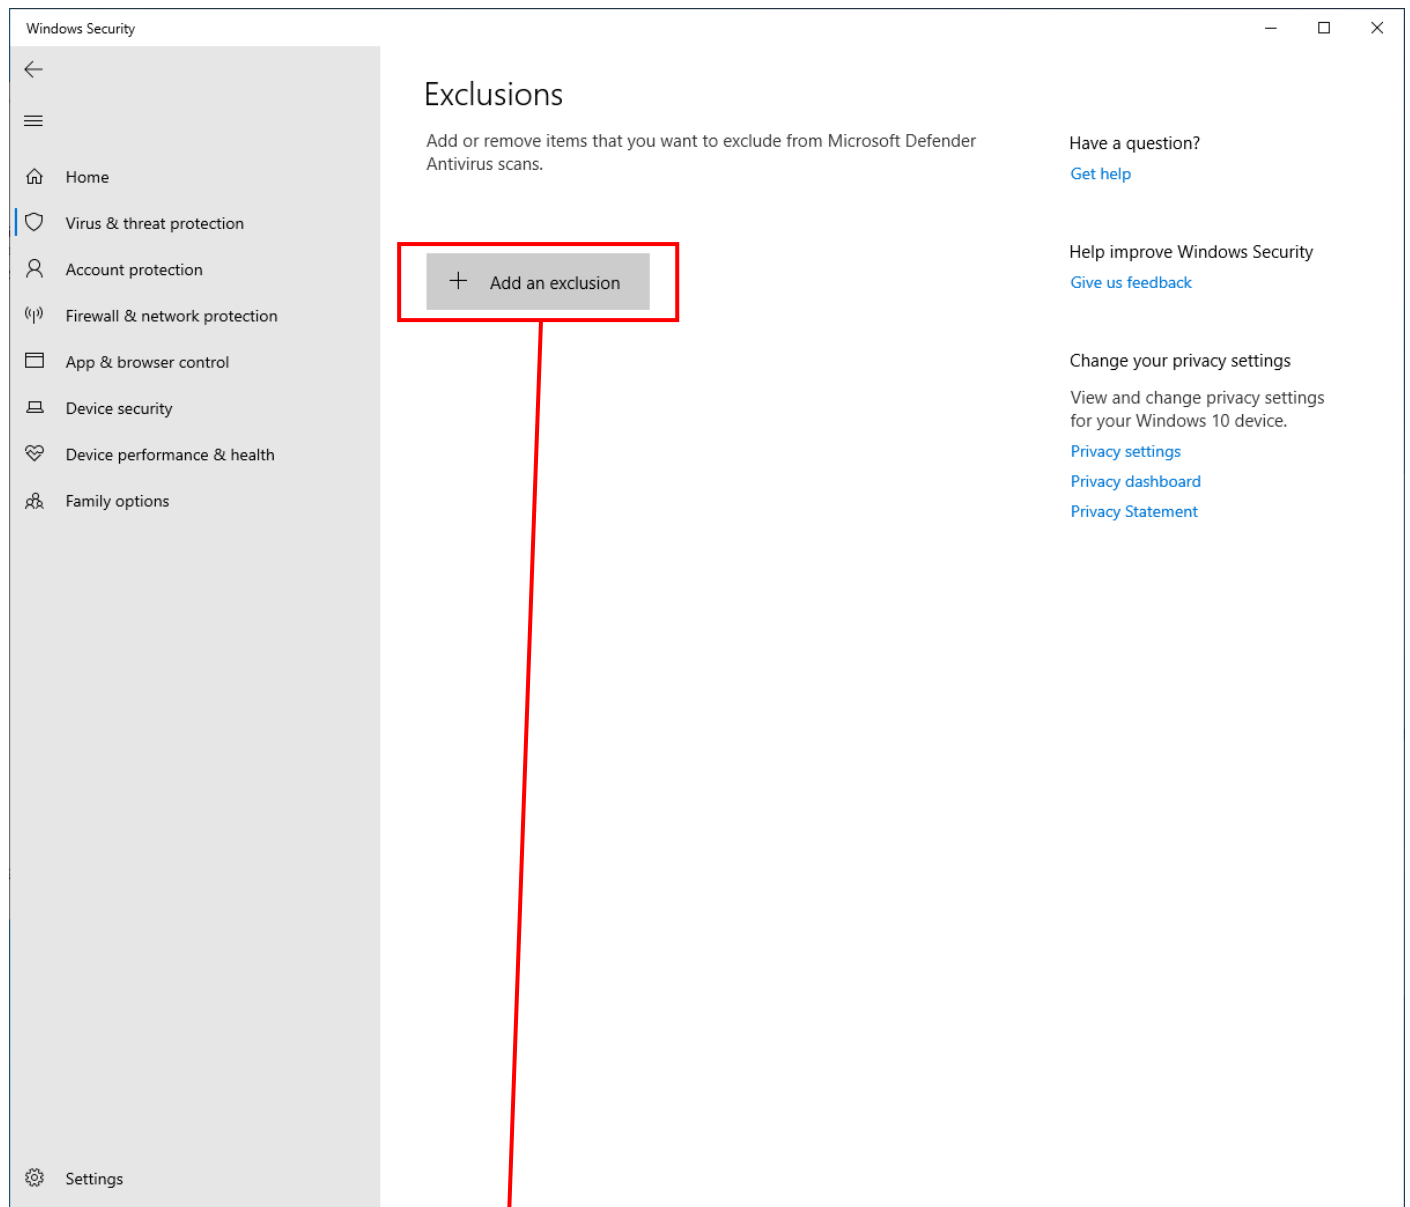 Windows Security
Home
Virus & threat protection
Account protection
Firewall & network protection
App & browser control
Device security
Device performance & health
Family options
Settings
Exclusions
Add or remove items that you want to exclude from Microsoft Defender
Antivirus scans.
Add an exclusion
Have a question?
Get help
Help improve Windows Security
Give us feedback
Change your privacy settings
View and change privacy settings
for your Windows 10 device.
Privacy settings
Privacy dashboard
Privacy Statement